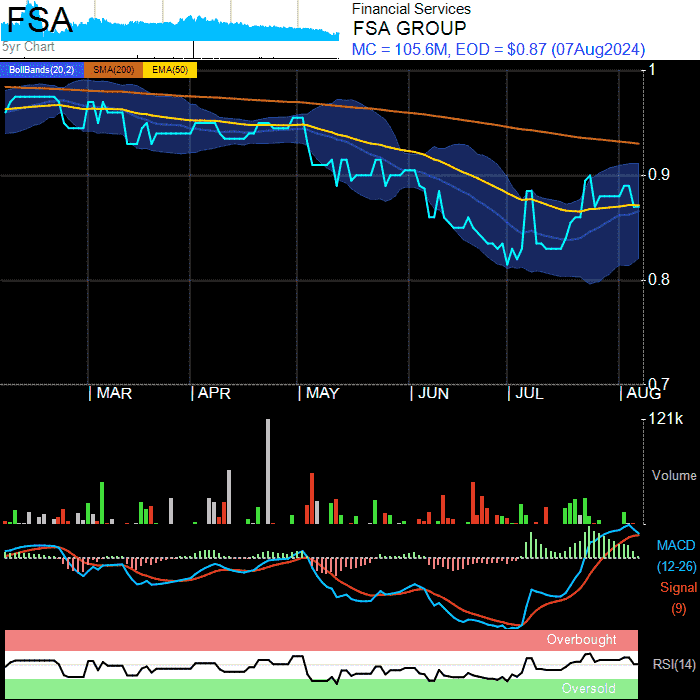 FSA
5yr Chart
Financial Services
FSA GROUP
MC = 105.6M, EOD = $0.87 (07Aug2024)
BollBands(20,2) SMA(200) EMA(50)
1
0.9
0.8
0.7
| MAR | APR | MAY | JUN | JUL | AUG
121k
Volume
MACD
(12-26)
Signal
(9)
Overbought
RSI(14)
Oversold